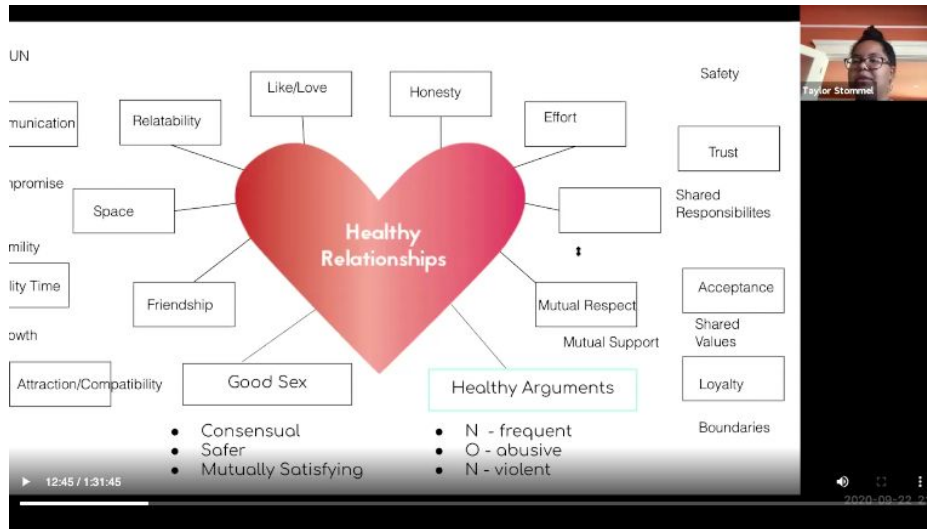 UN
Like/Love
Honesty
Safety
Taylor Stommel
munication
Relatability
Effort
Trust
npromise
Space
Shared
Responsibilites
Healthy
Relationships
mility
lity Time
Friendship
Mutual Respect
Acceptance
owth
Mutual Support
Shared
Values
Attraction/Compatibility
Good Sex
Healthy Arguments
Loyalty
Boundaries
● Consensual
● Safer
● Mutually Satisfying
● N - frequent
● O - abusive
● N - violent
12:45 / 1:31:45
2020-09-22 2